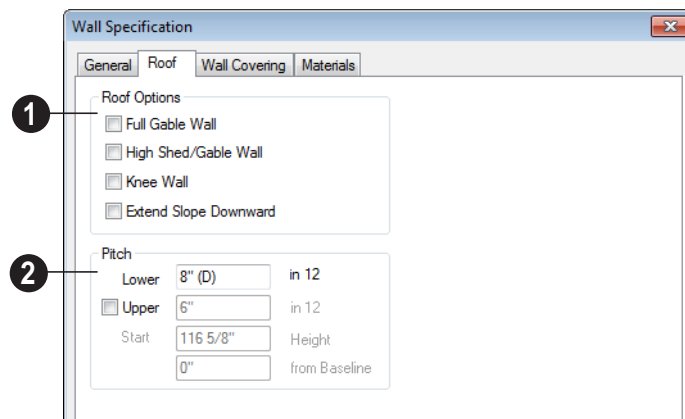 Wall Specification
General Roof Wall Covering Materials
1
Roof Options
Full Gable Wall
High Shed/Gable Wall
Knee Wall
Extend Slope Downward
2
Pitch
Lower 8" (D) in 12
Upper 6" in 12
Start 116 5/8" Height
0" from Baseline